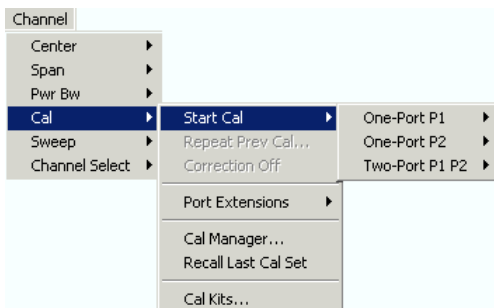 Channel
Center
Span
Pwr Bw
Cal
Sweep
Channel Select
Start Cal
Repeat Prev Cal...
Correction Off
Port Extensions
Cal Manager...
Recall Last Cal Set
Cal Kits...
One-Port P1
One-Port P2
Two-Port P1 P2